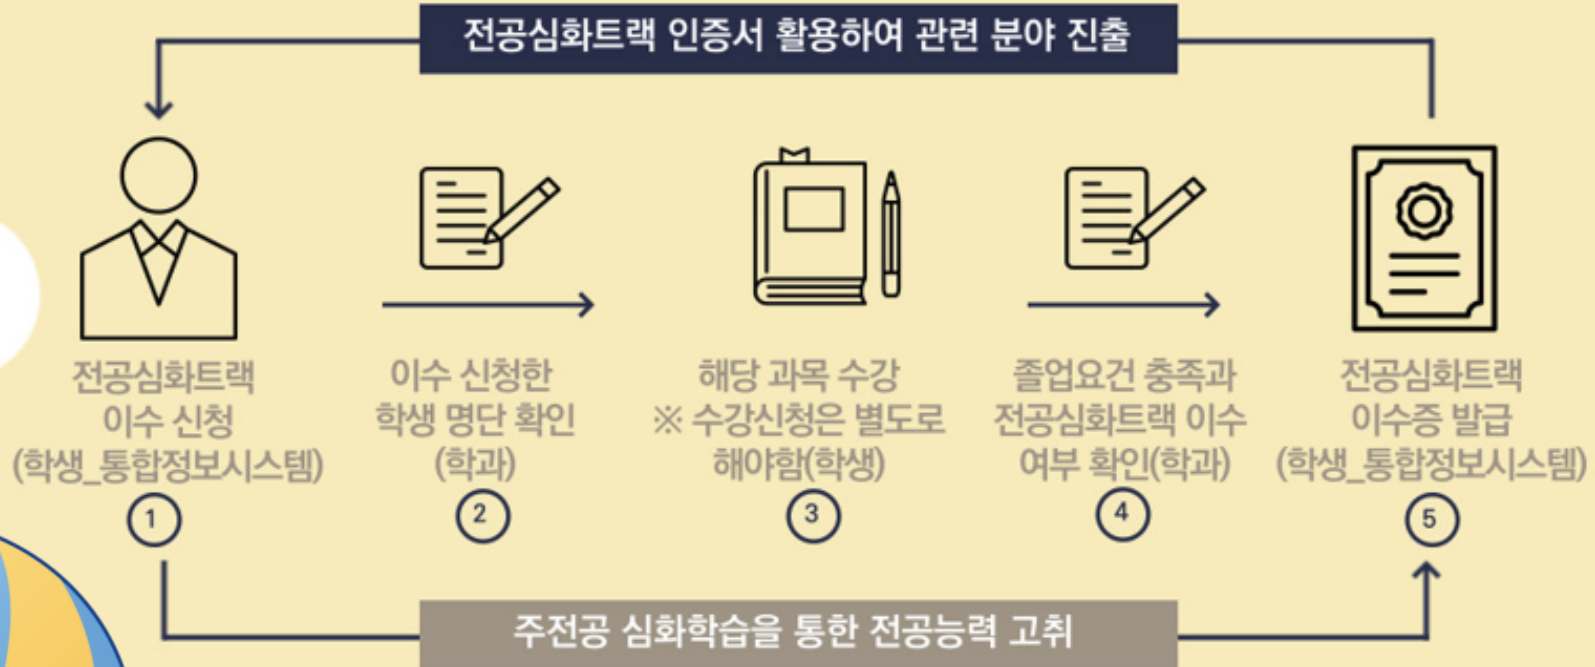 전공심화트랙 인증서 활용하여 관련 분야 진출
전공심화트랙
이수 신청
(학생_통합정보시스템)
1
이수 신청한
학생 명단 확인
(학과)
2
해당 과목 수강
※ 수강신청은 별도로
해야함(학생)
3
졸업요건 충족과
전공심화트랙 이수
여부 확인(학과)
4
전공심화트랙
이수증 발급
(학생_통합정보시스템)
5
주전공 심화학습을 통한 전공능력 고취